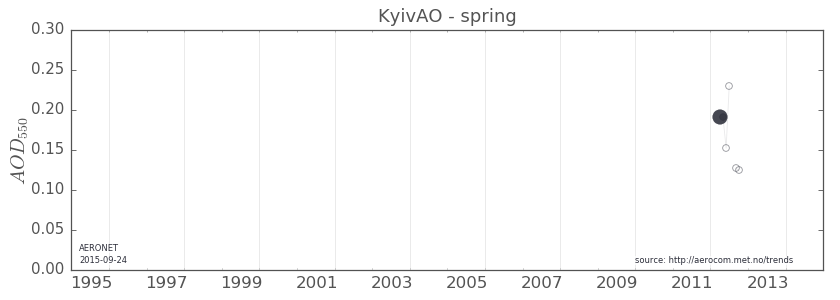 KyivAO - spring
0.30
0.25
0.20
0.15
0.10
0.05
0.00
AOD550
AERONET
2015-09-24
source: http://aerocom.met.no/trends
1995 1997 1999 2001 2003 2005 2007 2009 2011 2013